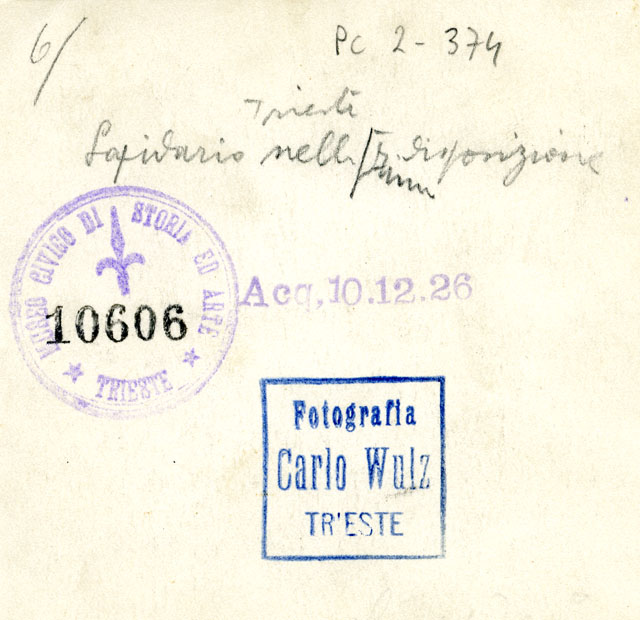 6/
Pc 2-374
Trieste
Lapidario nell disposizione
MUSEO CIVICO DI STORIA ED ARTE
TRIESTE
10606
Acq, 10.12.26
Fotografia
Carlo Wulz
TRIESTE